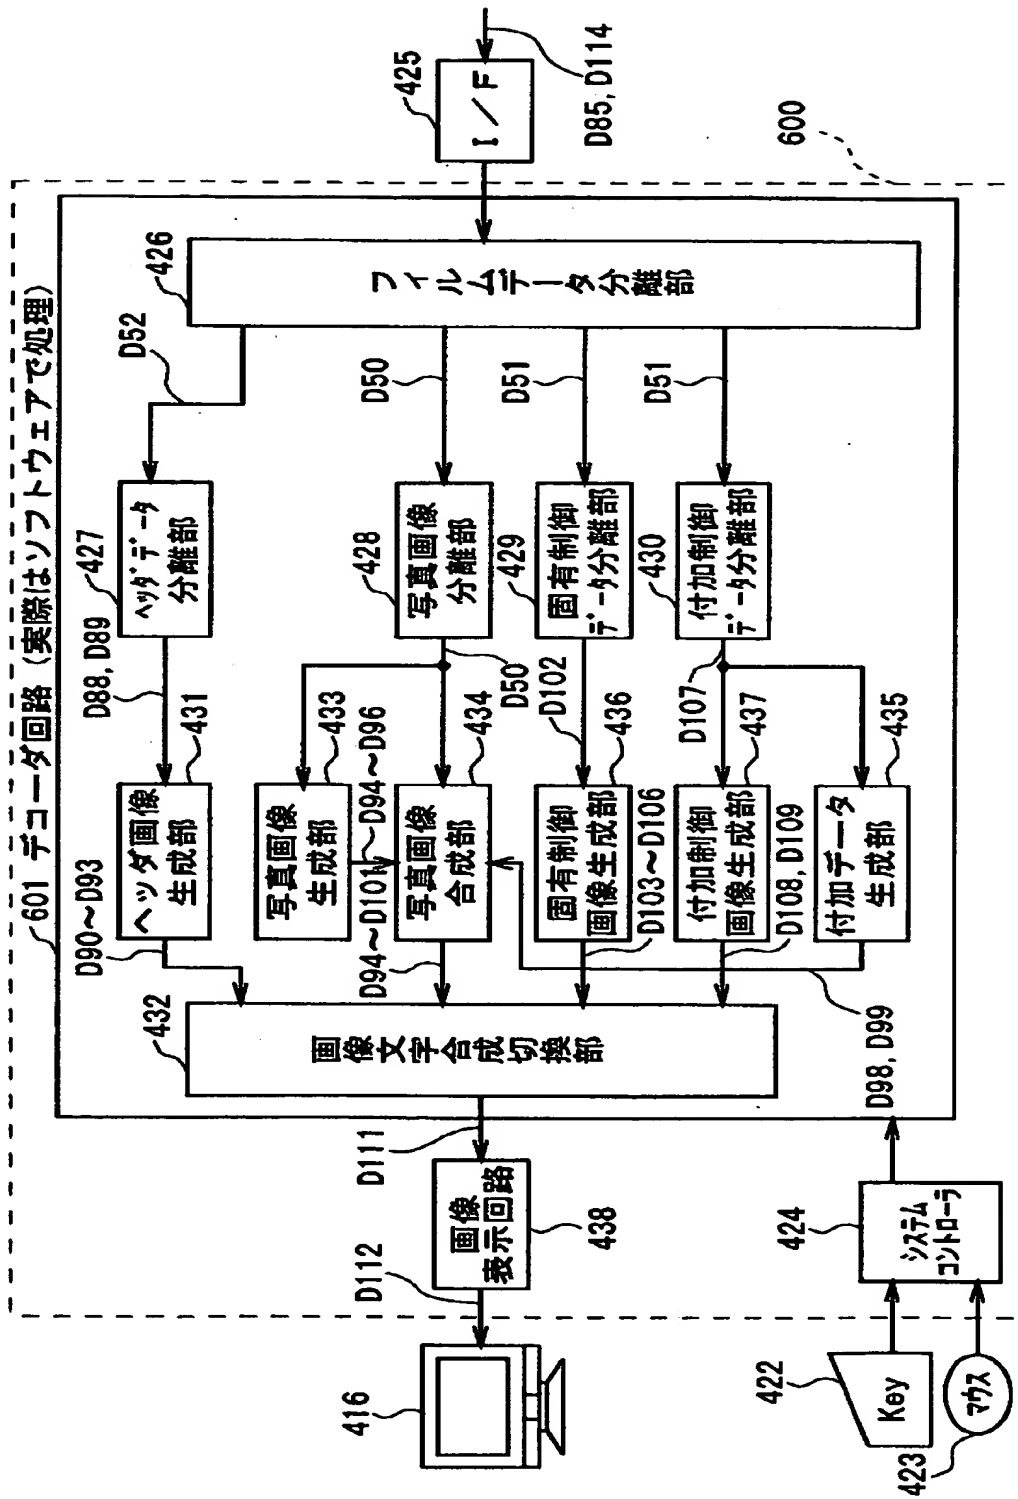 601 デコーダ回路(実際はソフトウェアで処理)
600
D85, D114
425
I/F
426
フィルムデータ分離部
D52
D50
D51
D51
427
ヘッダデータ
分離部
428
写真画像
分離部
429
固有制御
データ分離部
430
付加制御
データ分離部
D88, D89
D50
D102
D107
431
ヘッダ画像
生成部
433
写真画像
生成部
434
写真画像
合成部
436
固有制御
画像生成部
437
付加制御
画像生成部
435
付加データ
生成部
D90~D93
D94~D96
D94~D101
D103~D106
D108, D109
D98, D99
432
画像文字合成切換部
D111
画像
表示回路
438
D112
416
424
システム
コントローラ
422
Key
423
マウス